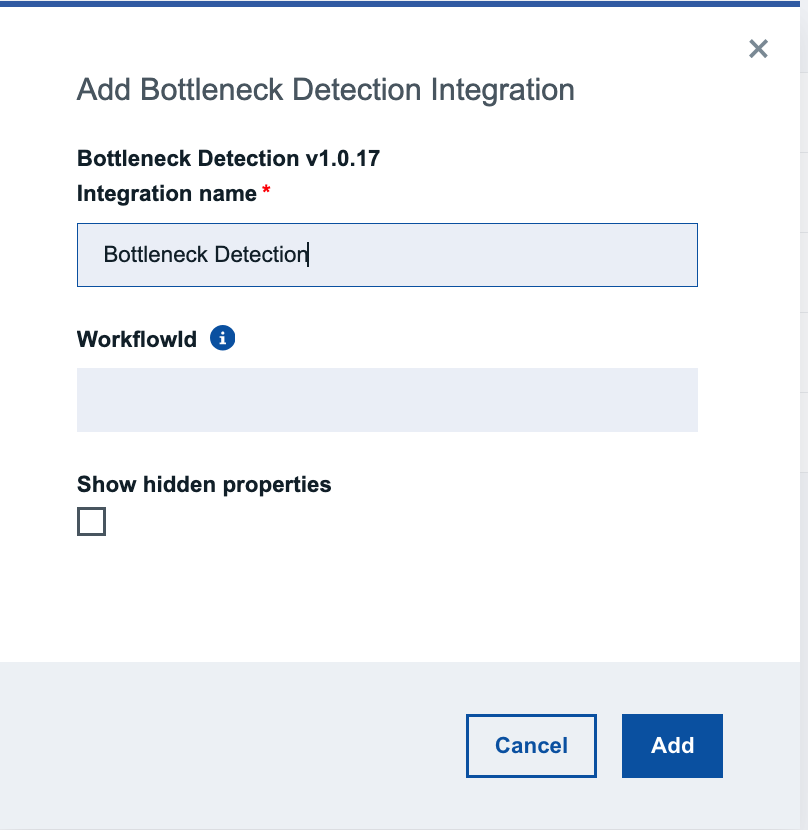 Add Bottleneck Detection Integration
Bottleneck Detection v1.0.17
Integration name *
Bottleneck Detection
WorkflowId
Show hidden properties
Cancel
Add